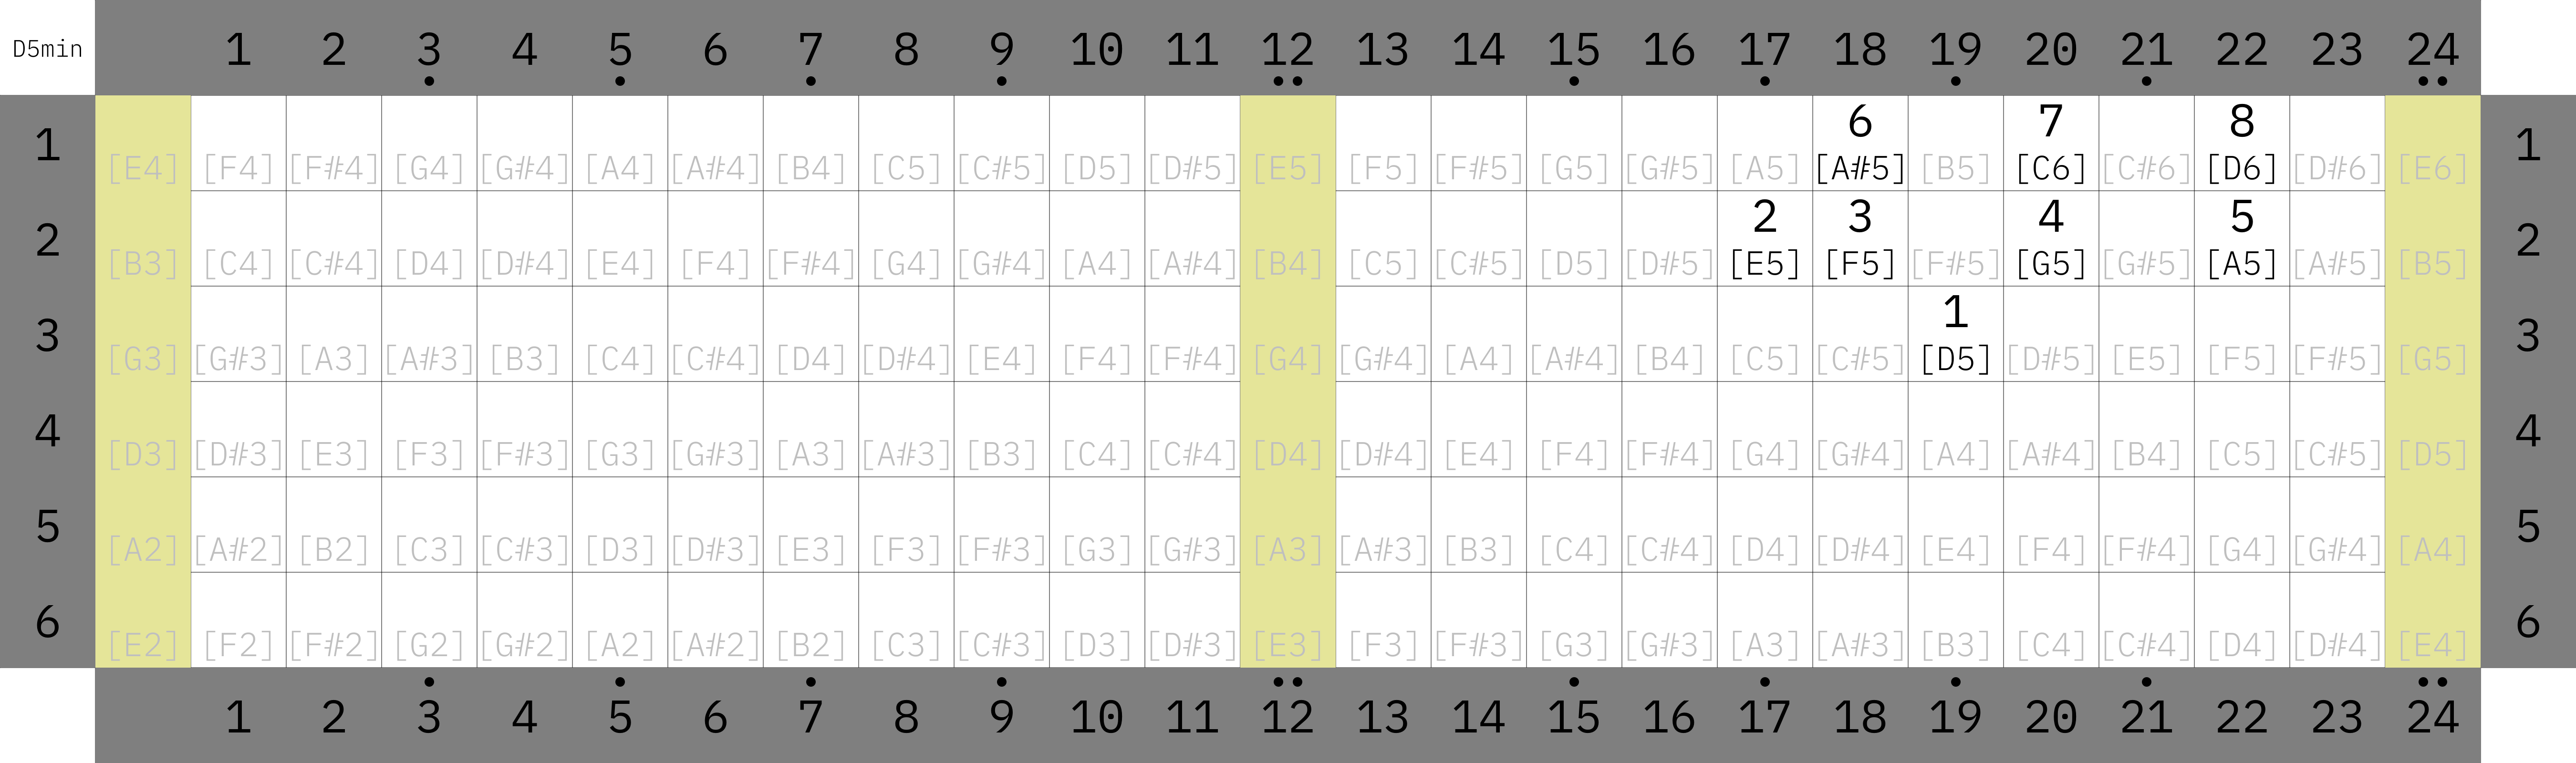 D5min 1 2 3 4 5 6 7 8 9 10 11 12 13 14 15 16 17 18 19 20 21 22 23 24
6 7 8
1 [E4] [F4] [F#4] [G4] [G#4] [A4] [A#4] [B4] [C5] [C#5] [D5] [D#5] [E5] [F5] [F#5] [G5] [G#5] [A5] [A#5] [B5] [C6] [C#6] [D6] [D#6] [E6] 1
2 3 4 5
2 [B3] [C4] [C#4] [D4] [D#4] [E4] [F4] [F#4] [G4] [G#4] [A4] [A#4] [B4] [C5] [C#5] [D5] [D#5] [E5] [F5] [F#5] [G5] [G#5] [A5] [A#5] [B5] 2
1
3 [G3] [G#3] [A3] [A#3] [B3] [C4] [C#4] [D4] [D#4] [E4] [F4] [F#4] [G4] [G#4] [A4] [A#4] [B4] [C5] [C#5] [D5] [D#5] [E5] [F5] [F#5] [G5] 3
4 [D3] [D#3] [E3] [F3] [F#3] [G3] [G#3] [A3] [A#3] [B3] [C4] [C#4] [D4] [D#4] [E4] [F4] [F#4] [G4] [G#4] [A4] [A#4] [B4] [C5] [C#5] [D5] 4
5 [A2] [A#2] [B2] [C3] [C#3] [D3] [D#3] [E3] [F3] [F#3] [G3] [G#3] [A3] [A#3] [B3] [C4] [C#4] [D4] [D#4] [E4] [F4] [F#4] [G4] [G#4] [A4] 5
6 [E2] [F2] [F#2] [G2] [G#2] [A2] [A#2] [B2] [C3] [C#3] [D3] [D#3] [E3] [F3] [F#3] [G3] [G#3] [A3] [A#3] [B3] [C4] [C#4] [D4] [D#4] [E4] 6
1 2 3 4 5 6 7 8 9 10 11 12 13 14 15 16 17 18 19 20 21 22 23 24